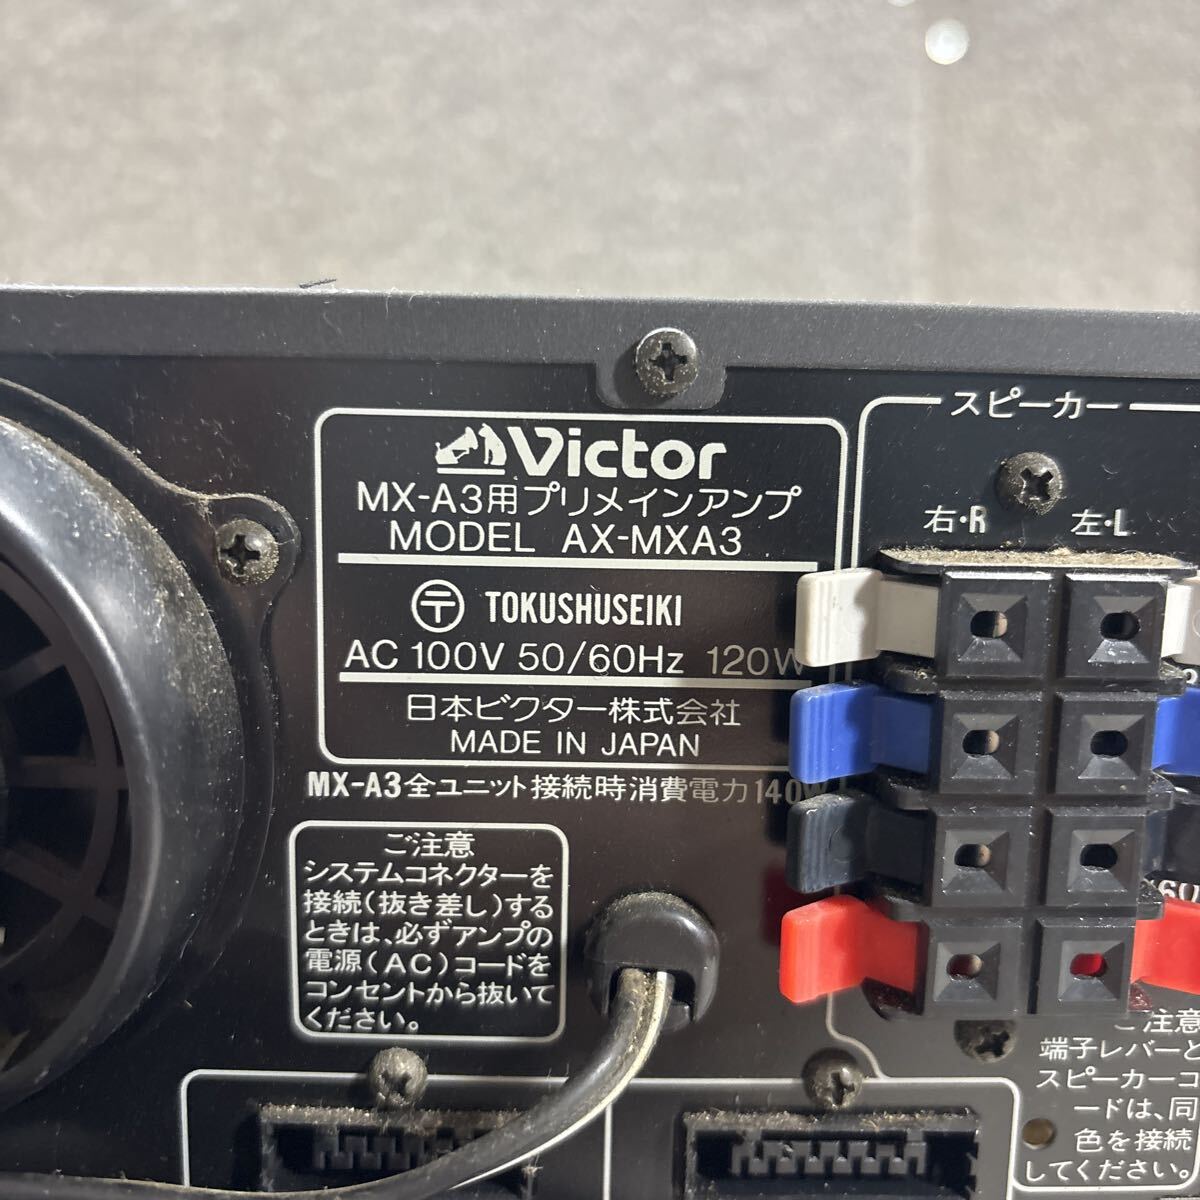 Victor
MX-A3用プリメインアンプ
MODEL AX-MXA3
〒 TOKUSHUSEIKI
AC 100V 50/60Hz 120W
日本ビクター株式会社
MADE IN JAPAN
MX-A3全ユニット接続時消費電力140W
ご注意
システムコネクターを
接続(抜き差し)する
ときは、必ずアンプの
電源(AC)コードを
コンセントから抜いて
ください。
スピーカー
右・R 左・L
ご注意
端子レバーと
スピーカーコ
ードは、同
色を接続
してください。